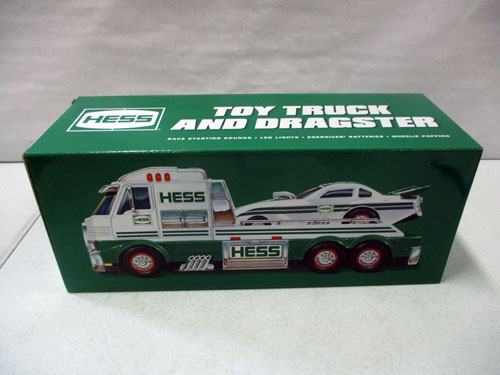 HESS
TOY TRUCK
AND DRAGSTER
RACE STARTING SOUNDS • LED LIGHTS • ENERGIZER® BATTERIES • WHEELIE POPPING
HESS
HESS